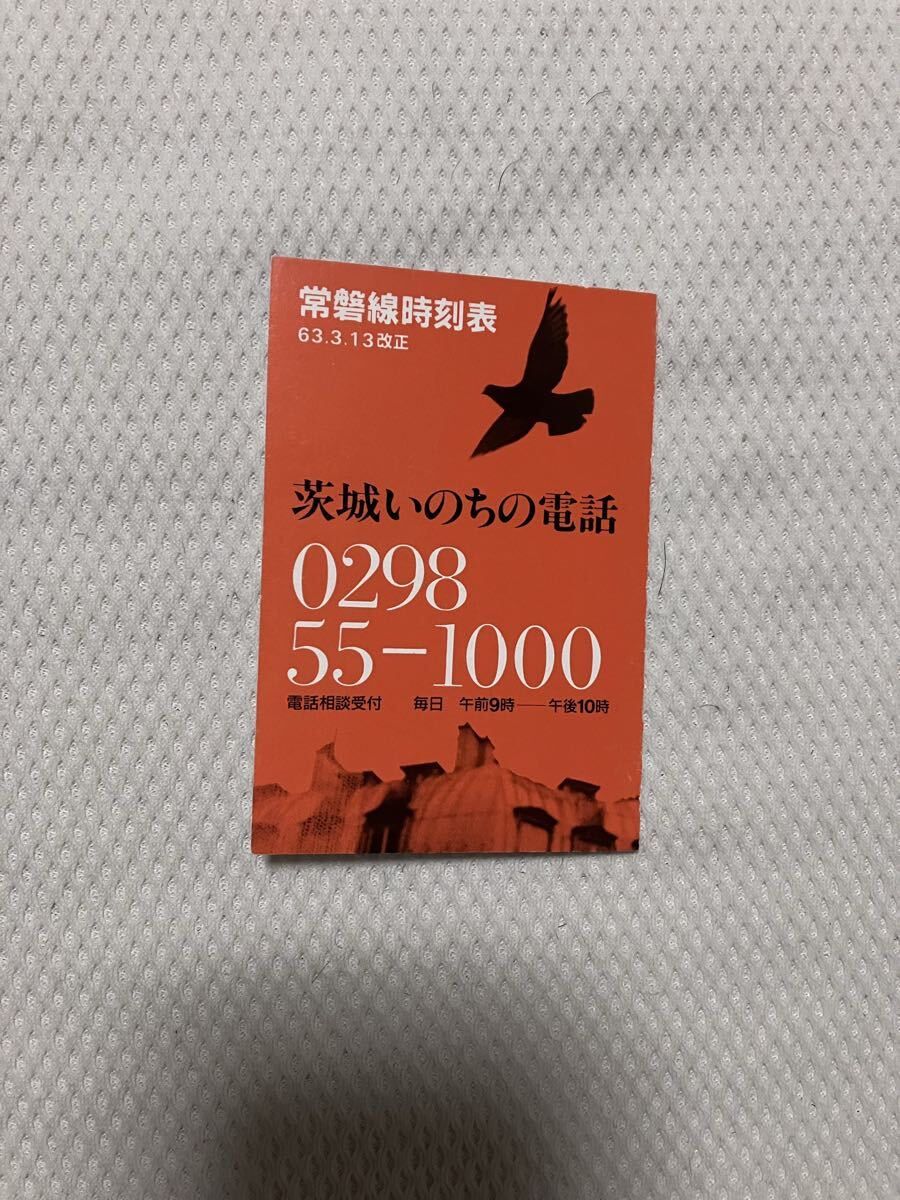 常磐線時刻表
63.3.13改正
茨城いのちの電話
0298
55-1000
電話相談受付 毎日 午前9時──午後10時